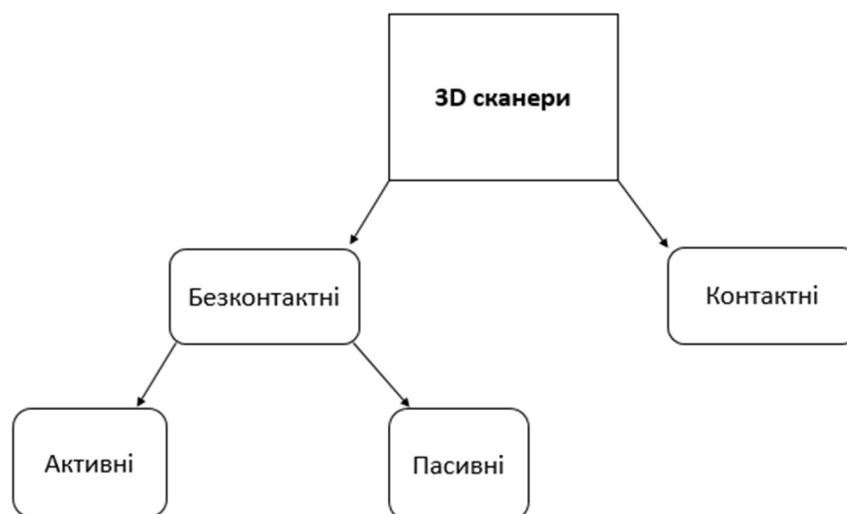 3D сканери
Безконтактні
Контактні
Активні
Пасивні